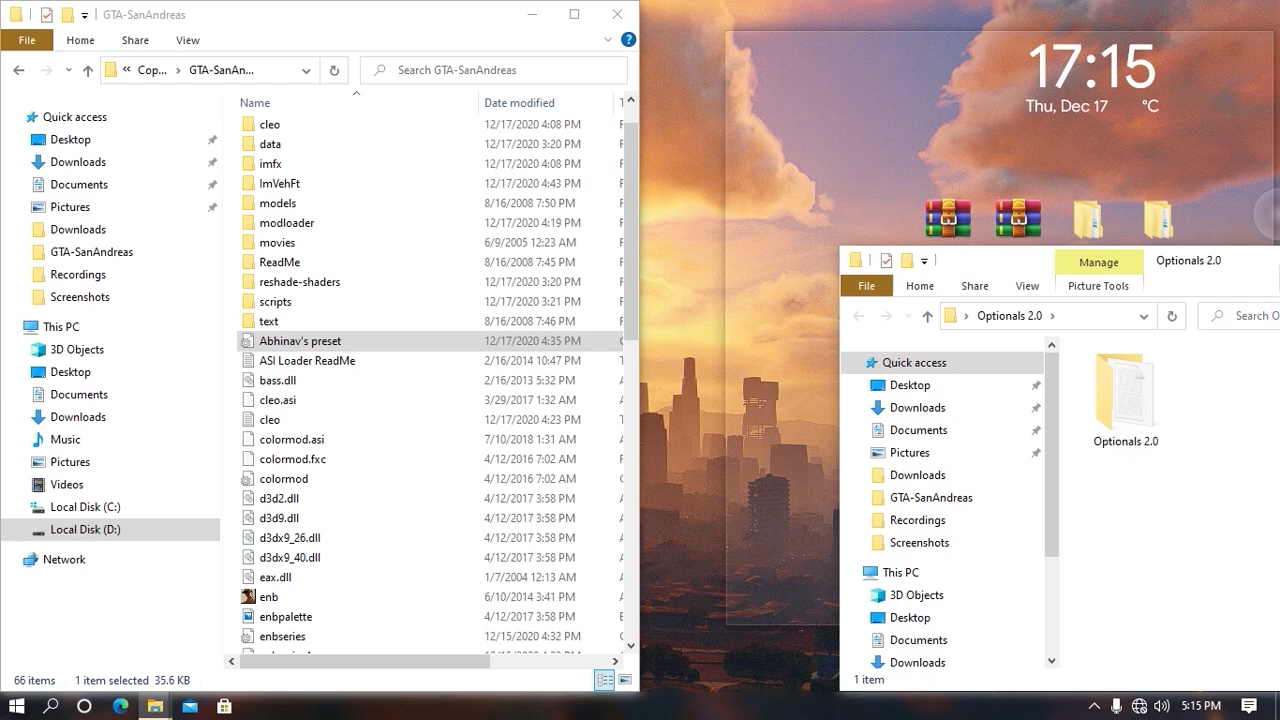 GTA-SanAndreas
File Home Share View
Cop... GTA-SanAn... Search GTA-SanAndreas
Name Date modified
Quick access
Desktop
Downloads
Documents
Pictures
Downloads
GTA-SanAndreas
Recordings
Screenshots
This PC
3D Objects
Desktop
Documents
Downloads
Music
Pictures
Videos
Local Disk (C:)
Local Disk (D:)
Network
cleo 12/17/2020 4:08 PM
data 12/17/2020 3:20 PM
imfx 12/17/2020 4:08 PM
ImVehFt 12/17/2020 4:43 PM
models 8/16/2008 7:50 PM
modloader 12/17/2020 4:19 PM
movies 6/9/2005 12:23 AM
ReadMe 8/16/2008 7:45 PM
reshade-shaders 12/17/2020 3:20 PM
scripts 12/17/2020 3:21 PM
text 8/16/2008 7:46 PM
Abhinav's preset 12/17/2020 4:35 PM
ASI Loader ReadMe 2/16/2014 10:47 PM
bass.dll 2/16/2013 5:32 PM
cleo.asi 3/29/2017 1:32 AM
cleo 12/17/2020 4:23 PM
colormod.asi 7/10/2018 1:31 AM
colormod.fxc 4/12/2016 7:02 AM
colormod 4/12/2016 7:02 AM
d3d2.dll 4/12/2017 3:58 PM
d3d9.dll 4/12/2017 3:58 PM
d3dx9_26.dll 4/12/2017 3:58 PM
d3dx9_40.dll 4/12/2017 3:58 PM
eax.dll 1/7/2004 12:13 AM
enb 6/10/2014 3:41 PM
enbpalette 4/12/2017 3:58 PM
enbseries 12/15/2020 4:32 PM
66 items 1 item selected 35.6 KB
17:15
Thu, Dec 17 °C
Manage Optionals 2.0
File Home Share View Picture Tools
Optionals 2.0 Search O
Quick access
Desktop
Downloads
Documents
Pictures
Downloads
GTA-SanAndreas
Recordings
Screenshots
This PC
3D Objects
Desktop
Documents
Downloads
Optionals 2.0
1 item
5:15 PM